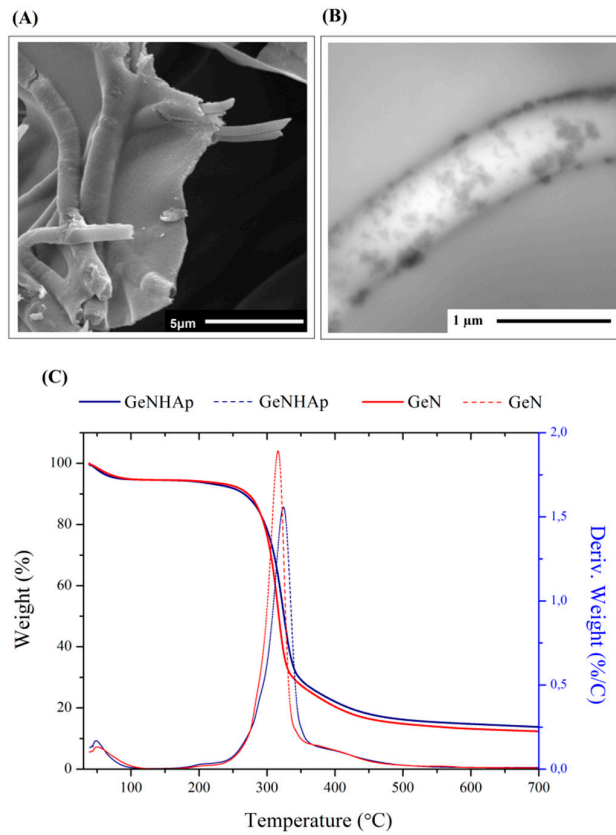 (A)
(B)
5µm
1 µm
(C)
GeNHAp GeNHAp GeN GeN
100
80
60
40
20
0
Weight (%)
2,0
1,5
1,0
0,5
0,0
Deriv. Weight (%/C)
100 200 300 400 500 600 700
Temperature (°C)